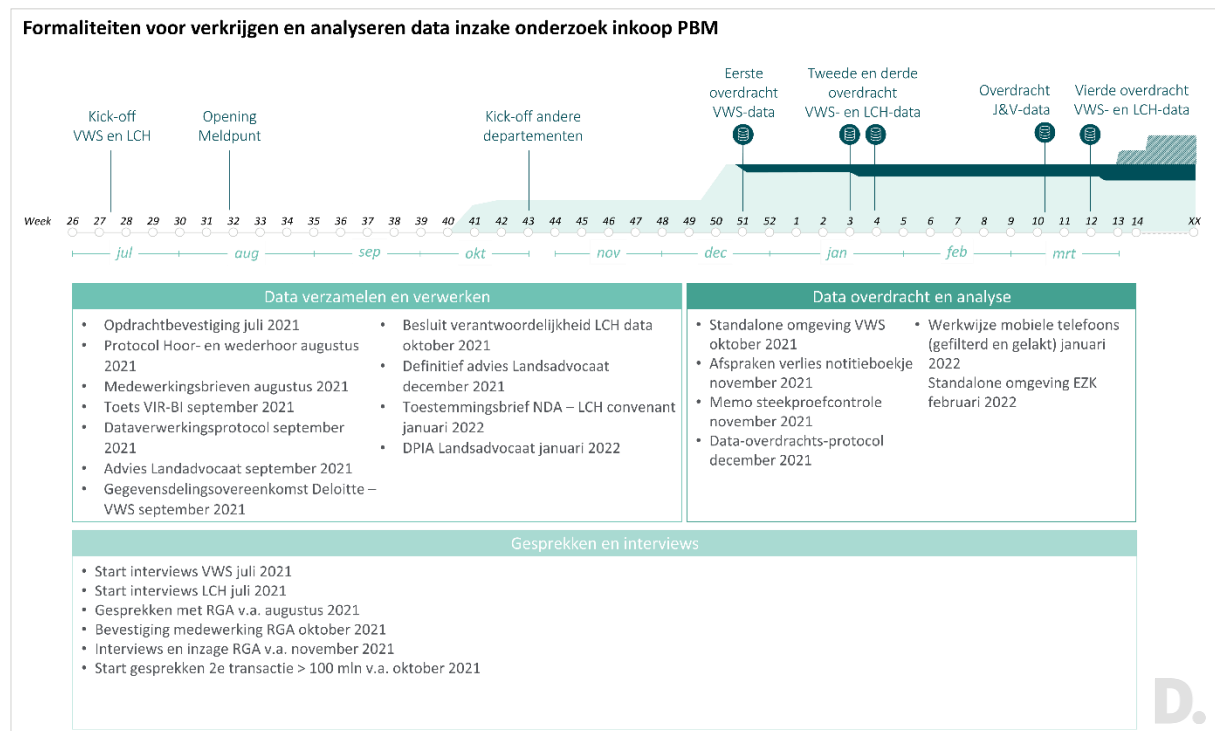 Formaliteiten voor verkrijgen en analyseren data inzake onderzoek inkoop PBM
Kick-off
VWS en LCH
Opening
Meldpunt
Kick-off andere
departementen
Eerste
overdracht
VWS-data
Tweede en derde
overdracht
VWS- en LCH-data
Overdracht
J&V-data
Vierde overdracht
VWS- en LCH-data
Week 26 27 28 29 30 31 32 33 34 35 36 37 38 39 40 41 42 43 44 45 46 47 48 49 50 51 52 1 2 3 4 5 6 7 8 9 10 11 12 13 14 XX
jul aug sep okt nov dec jan feb mrt
Data verzamelen en verwerken
• Opdrachtbevestiging juli 2021
• Protocol Hoor- en wederhoor augustus
2021
• Medewerkingsbrieven augustus 2021
• Toets VIR-BI september 2021
• Dataverwerkingsprotocol september
2021
• Advies Landadvocaat september 2021
• Gegevensdelingsovereenkomst Deloitte –
VWS september 2021
• Besluit verantwoordelijkheid LCH data
oktober 2021
• Definitief advies Landsadvocaat
december 2021
• Toestemmingsbrief NDA – LCH convenant
januari 2022
• DPIA Landsadvocaat januari 2022
Data overdracht en analyse
• Standalone omgeving VWS
oktober 2021
• Afspraken verlies notitieboekje
november 2021
• Memo steekproefcontrole
november 2021
• Data-overdrachts-protocol
december 2021
• Werkwijze mobiele telefoons
(gefilterd en gelakt) januari
2022
Standalone omgeving EZK
februari 2022
Gesprekken en interviews
• Start interviews VWS juli 2021
• Start interviews LCH juli 2021
• Gesprekken met RGA v.a. augustus 2021
• Bevestiging medewerking RGA oktober 2021
• Interviews en inzage RGA v.a. november 2021
• Start gesprekken 2e transactie > 100 mln v.a. oktober 2021
D.